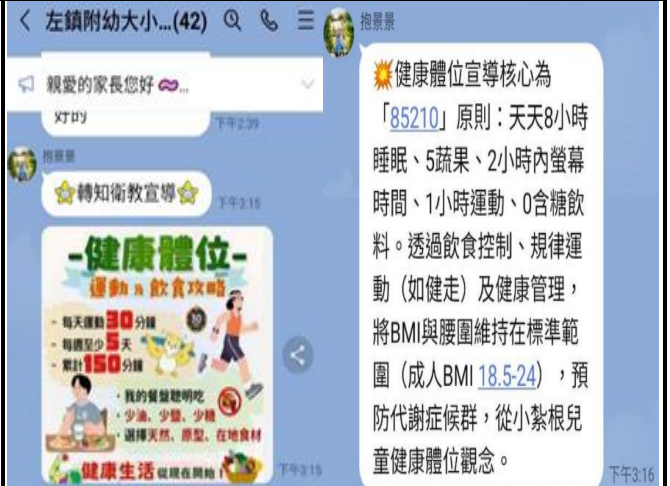 左鎮附幼大小...(42)
親愛的家長您好...
好的
下午2:39
抱景景
轉知衛教宣導
下午3:15
-健康體位-
運動&飲食攻略
- 每天運動30分鐘
- 每週至少5天
- 累計150分鐘
30
· 我的餐盤聰明吃
· 少油、少鹽、少糖
· 選擇天然、原型、在地食材
健康生活從現在開始！
下午3:15
抱景景
健康體位宣導核心為
「85210」原則：天天8小時
睡眠、5蔬果、2小時內螢幕
時間、1小時運動、0含糖飲
料。透過飲食控制、規律運
動（如健走）及健康管理，
將BMI與腰圍維持在標準範
圍（成人BMI 18.5-24），預
防代謝症候群，從小紮根兒
童健康體位觀念。
下午3:16